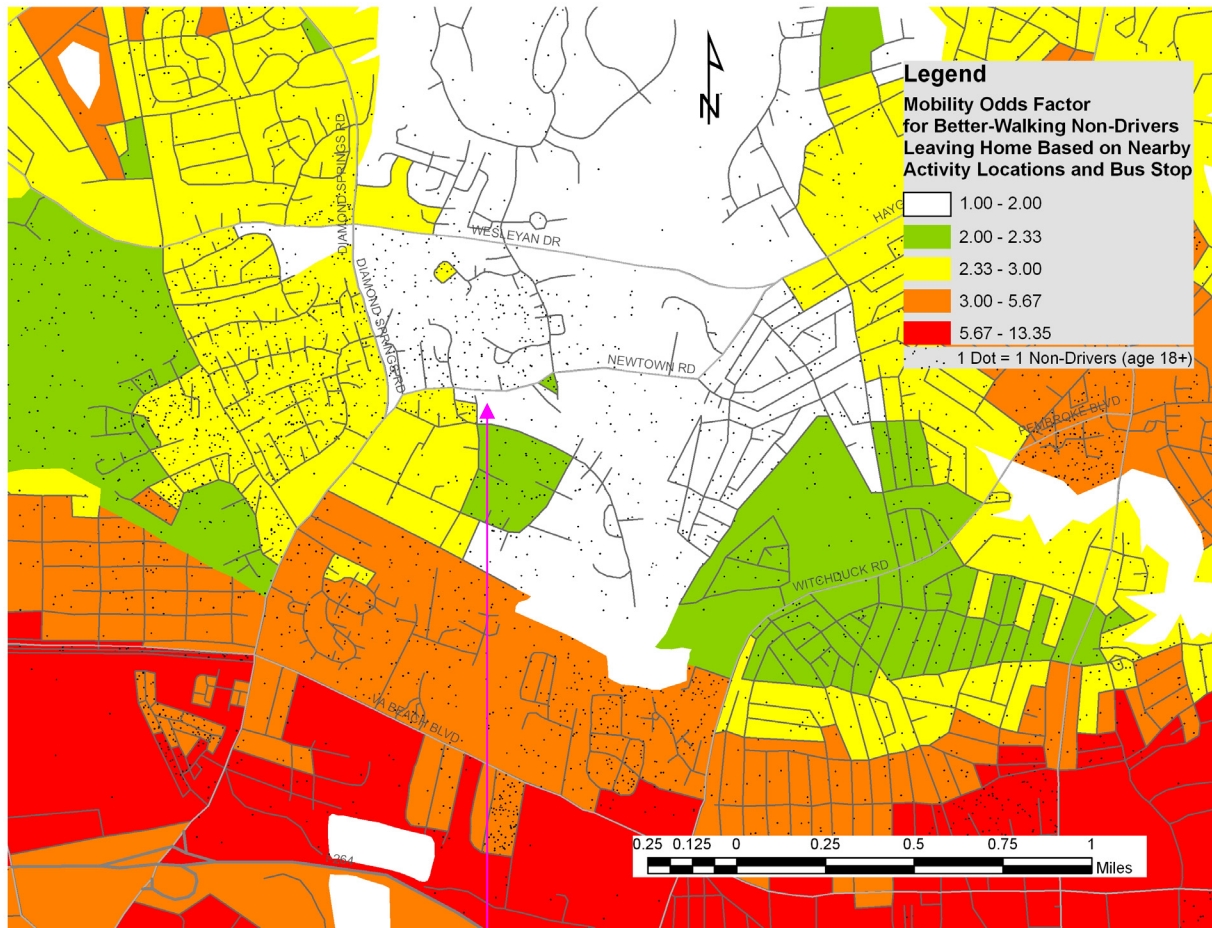 N
Legend
Mobility Odds Factor
for Better-Walking Non-Drivers
Leaving Home Based on Nearby
Activity Locations and Bus Stop
1.00 - 2.00
2.00 - 2.33
2.33 - 3.00
3.00 - 5.67
5.67 - 13.35
1 Dot = 1 Non-Drivers (age 18+)
DIAMOND SPRINGS RD
HAYG
WESLEYAN DR
DIAMOND SPRINGS RD
NEWTOWN RD
PEMBROKE BLVD
WITCHDUCK RD
VA BEACH BLVD
264
0.25 0.125 0 0.25 0.5 0.75 1
Miles